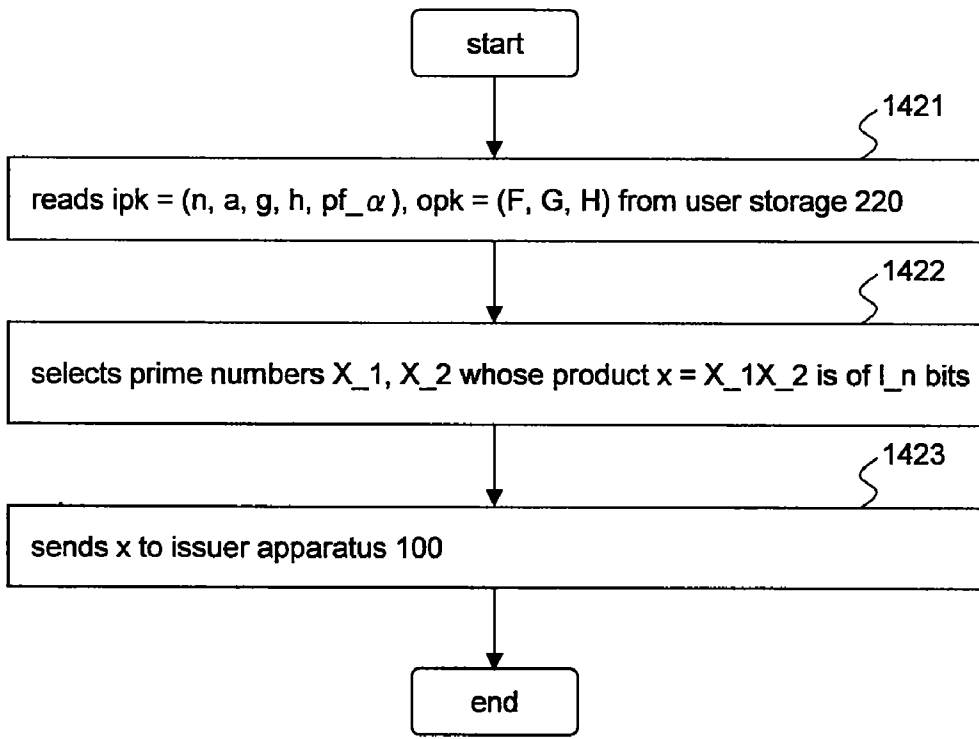 start
1421
reads ipk = (n, a, g, h, pf_α), opk = (F, G, H) from user storage 220
1422
selects prime numbers X_1, X_2 whose product x = X_1X_2 is of l_n bits
1423
sends x to issuer apparatus 100
end